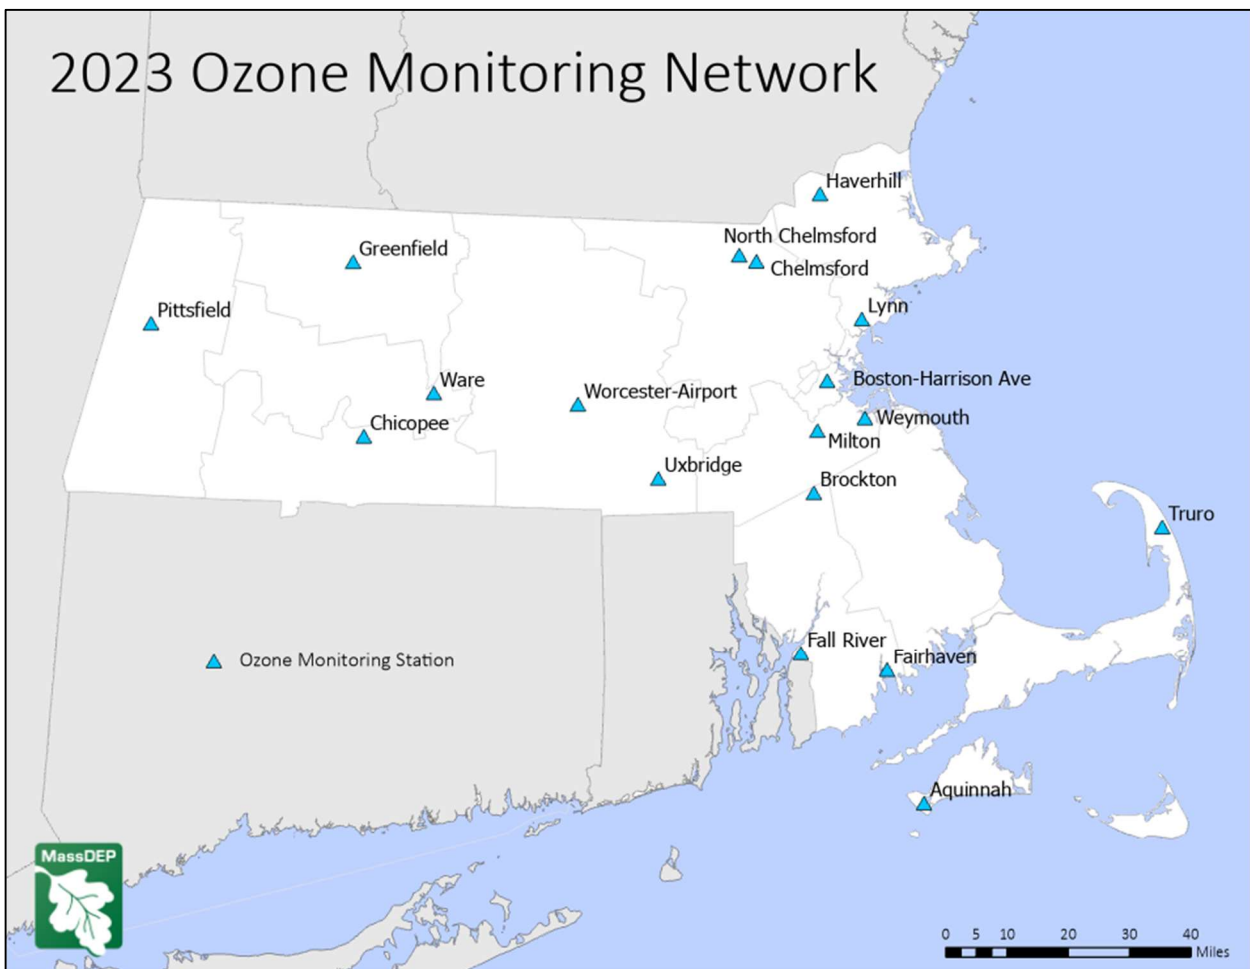 2023 Ozone Monitoring Network
Haverhill
North Chelmsford
Greenfield
Chelmsford
Pittsfield
Lynn
Ware
Boston-Harrison Ave
Worcester-Airport
Chicopee
Weymouth
Milton
Uxbridge
Brockton
Truro
Fall River
Fairhaven
Ozone Monitoring Station
Aquinnah
MassDEP
0 5 10 20 30 40
Miles